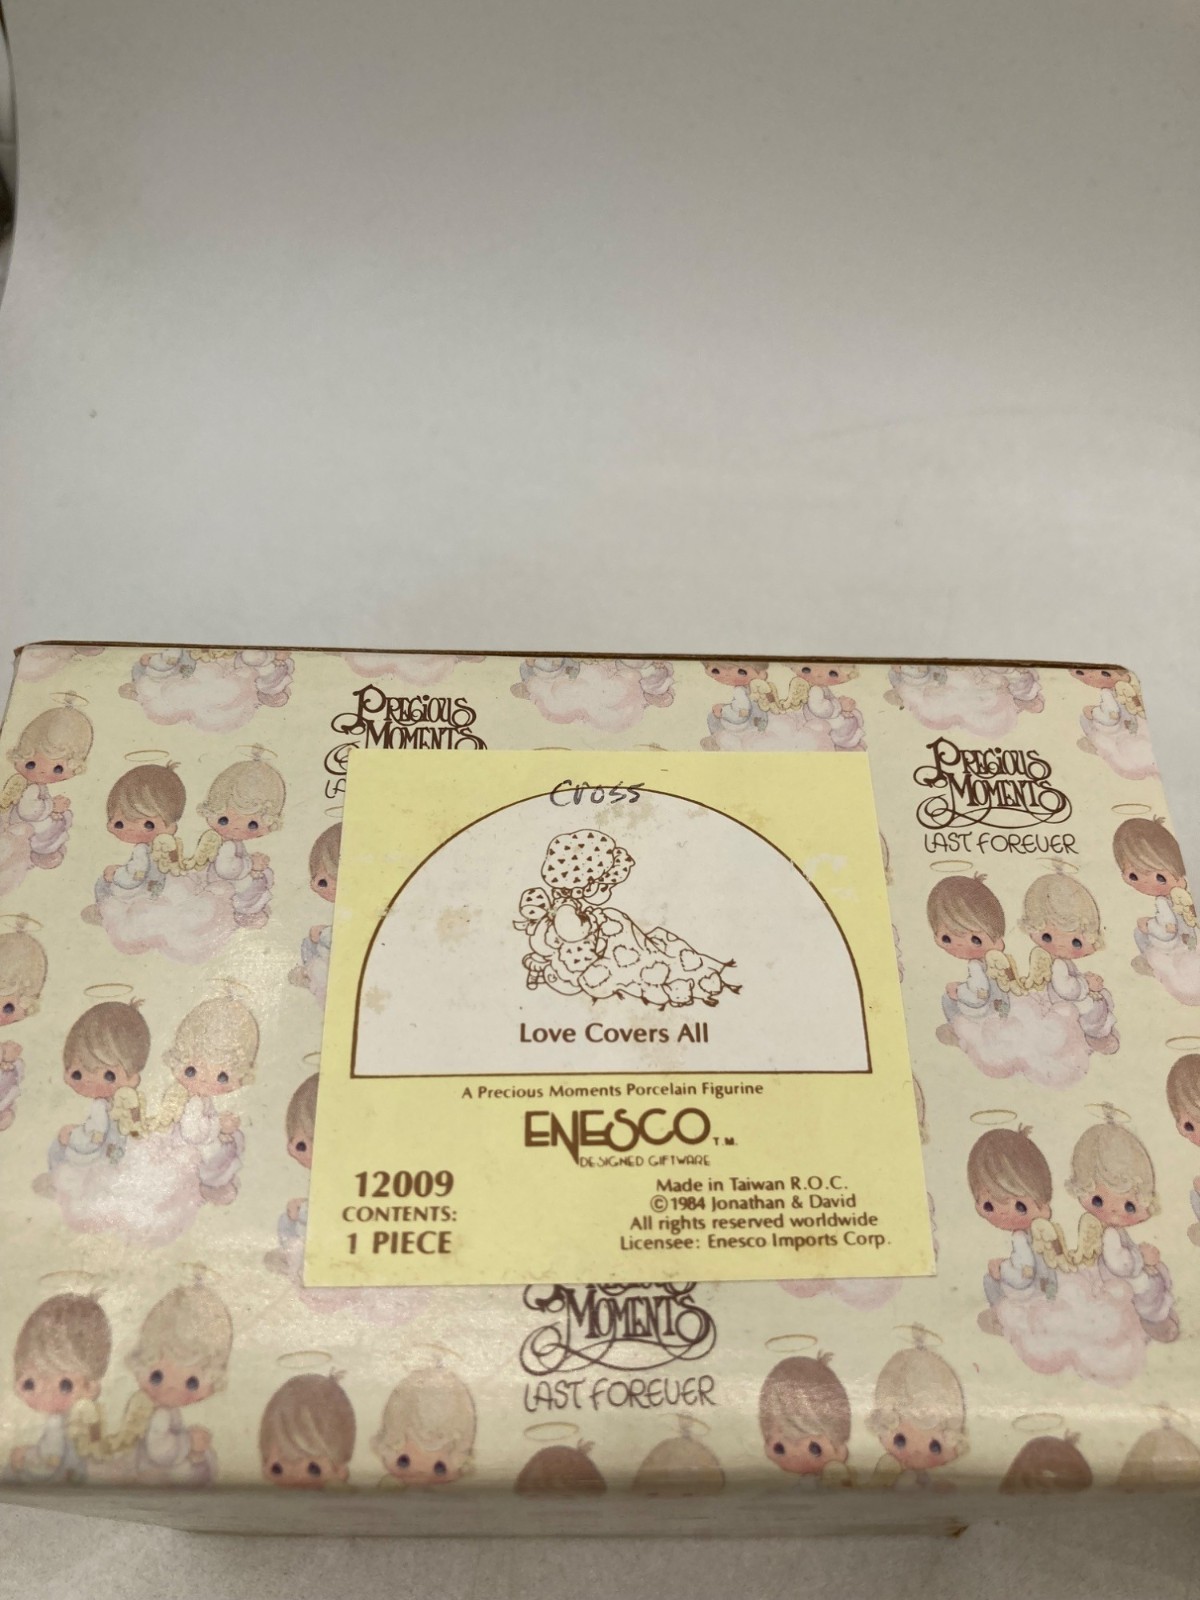 PRECIOUS
MOMENTS
LA
PRECIOUS
MOMENTS
LAST FOREVER
Cross
Love Covers All
A Precious Moments Porcelain Figurine
ENESCO T.M.
DESIGNED GIFTWARE
12009
CONTENTS:
1 PIECE
Made in Taiwan R.O.C.
©1984 Jonathan & David
All rights reserved worldwide
Licensee: Enesco Imports Corp.
MOMENTS
LAST FOREVER